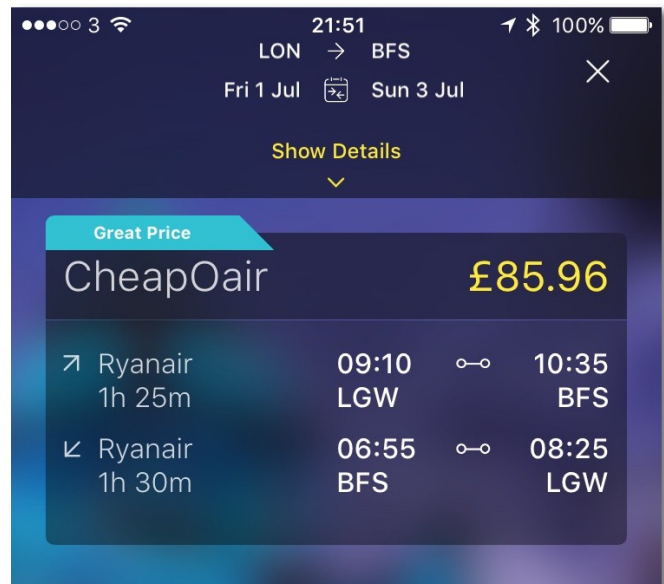 3 21:51 100%
LON → BFS
Fri 1 Jul Sun 3 Jul
Show Details
Great Price
CheapOair £85.96
Ryanair 09:10 10:35
1h 25m LGW BFS
Ryanair 06:55 08:25
1h 30m BFS LGW